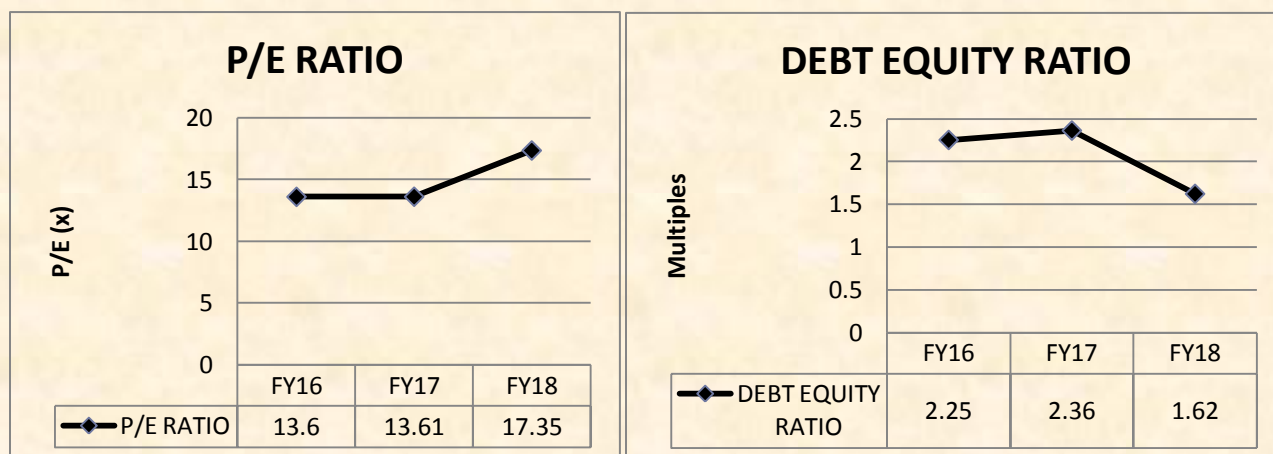 P/E RATIO
P/E (x)
20
15
10
5
0
FY16 FY17 FY18
P/E RATIO 13.6 13.61 17.35
DEBT EQUITY RATIO
Multiples
2.5
2
1.5
1
0.5
0
FY16 FY17 FY18
DEBT EQUITY
RATIO 2.25 2.36 1.62